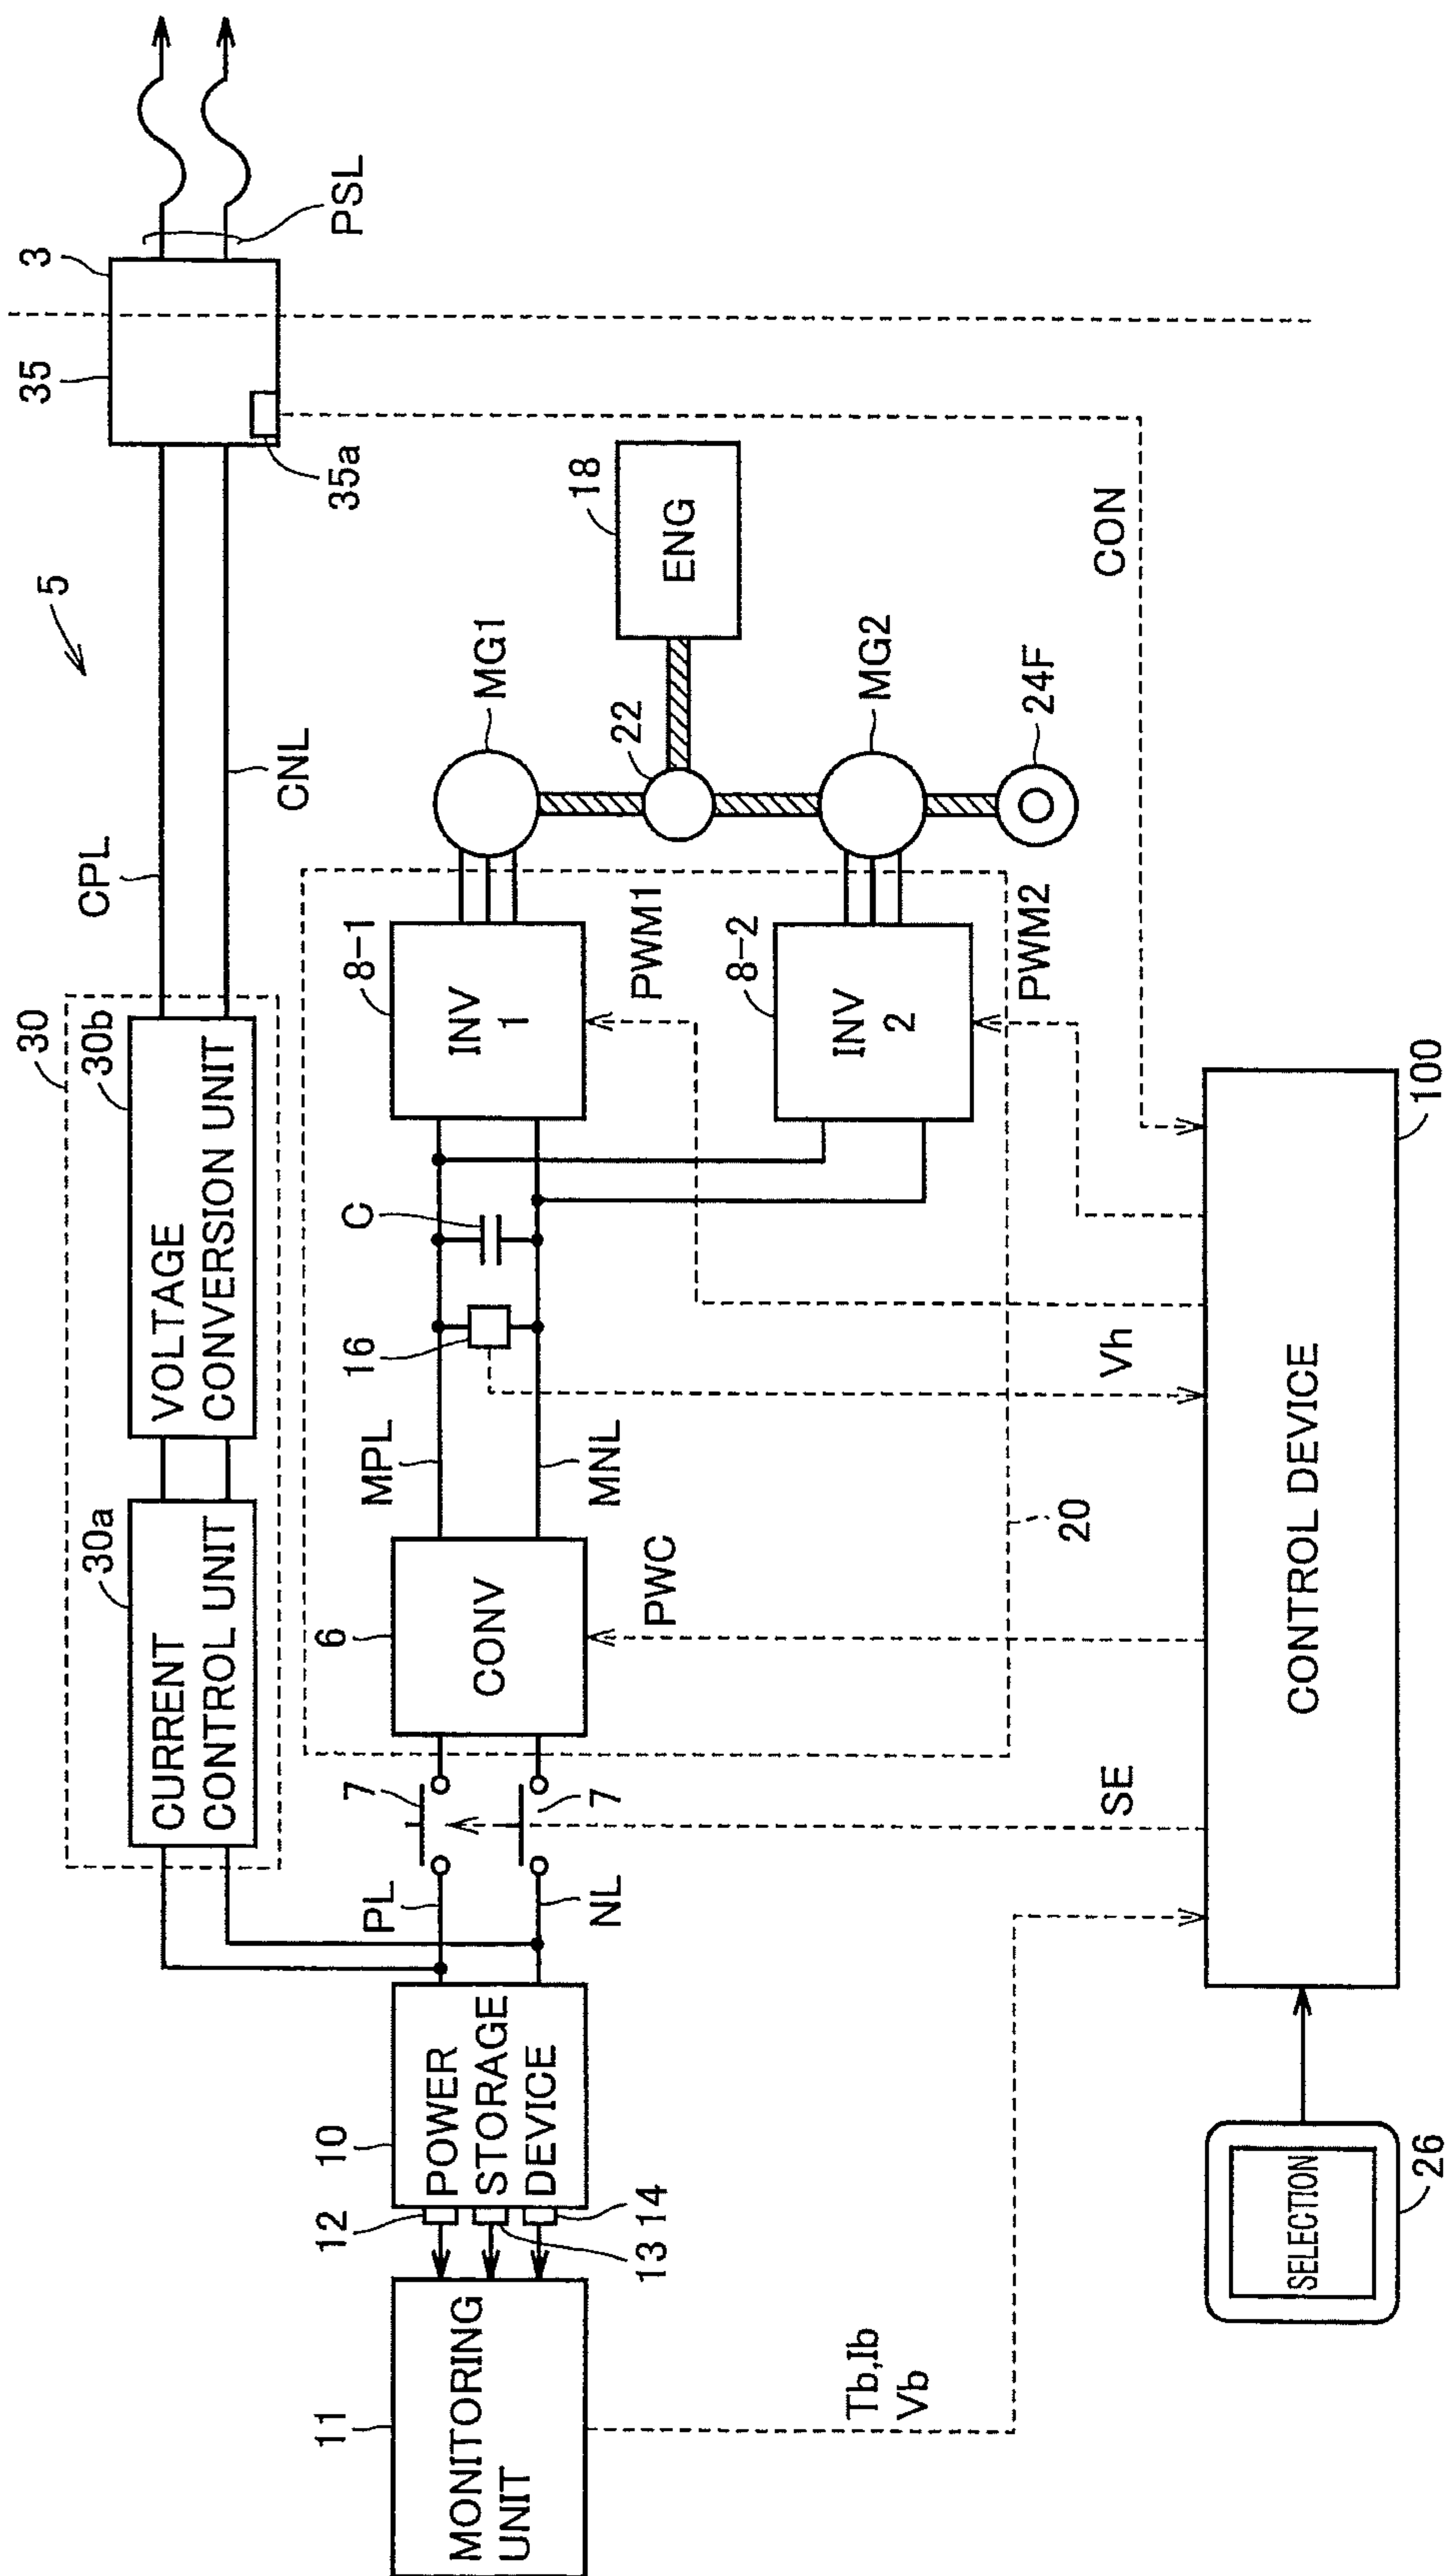 5
30
30a
CURRENT
CONTROL UNIT
30b
VOLTAGE
CONVERSION UNIT
CPL
CNL
35
3
35a
PSL
11
MONITORING
UNIT
12
13
14
10
POWER
STORAGE
DEVICE
PL
NL
7
7
6
CONV
MPL
MNL
16
C
8-1
INV
1
8-2
INV
2
MG1
22
18
ENG
MG2
24F
20
PWC
PWM1
PWM2
CON
Tb,Ib
Vb
SE
Vh
26
SELECTION
CONTROL DEVICE
100